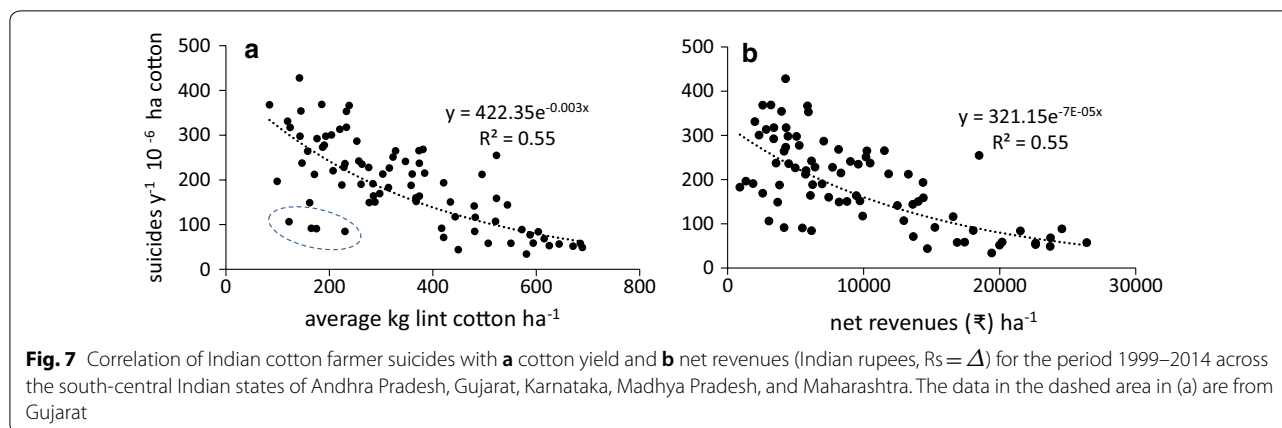 a
b
suicides y⁻¹ 10⁻⁶ ha cotton
500
400
300
200
100
0
y = 422.35e^-0.003x
R² = 0.55
0 200 400 600 800
average kg lint cotton ha⁻¹
500
400
300
200
100
0
y = 321.15e^-7E-05x
R² = 0.55
0 10000 20000 30000
net revenues (₹) ha⁻¹
Fig. 7 Correlation of Indian cotton farmer suicides with a cotton yield and b net revenues (Indian rupees, Rs = Δ) for the period 1999–2014 across
the south-central Indian states of Andhra Pradesh, Gujarat, Karnataka, Madhya Pradesh, and Maharashtra. The data in the dashed area in (a) are from
Gujarat